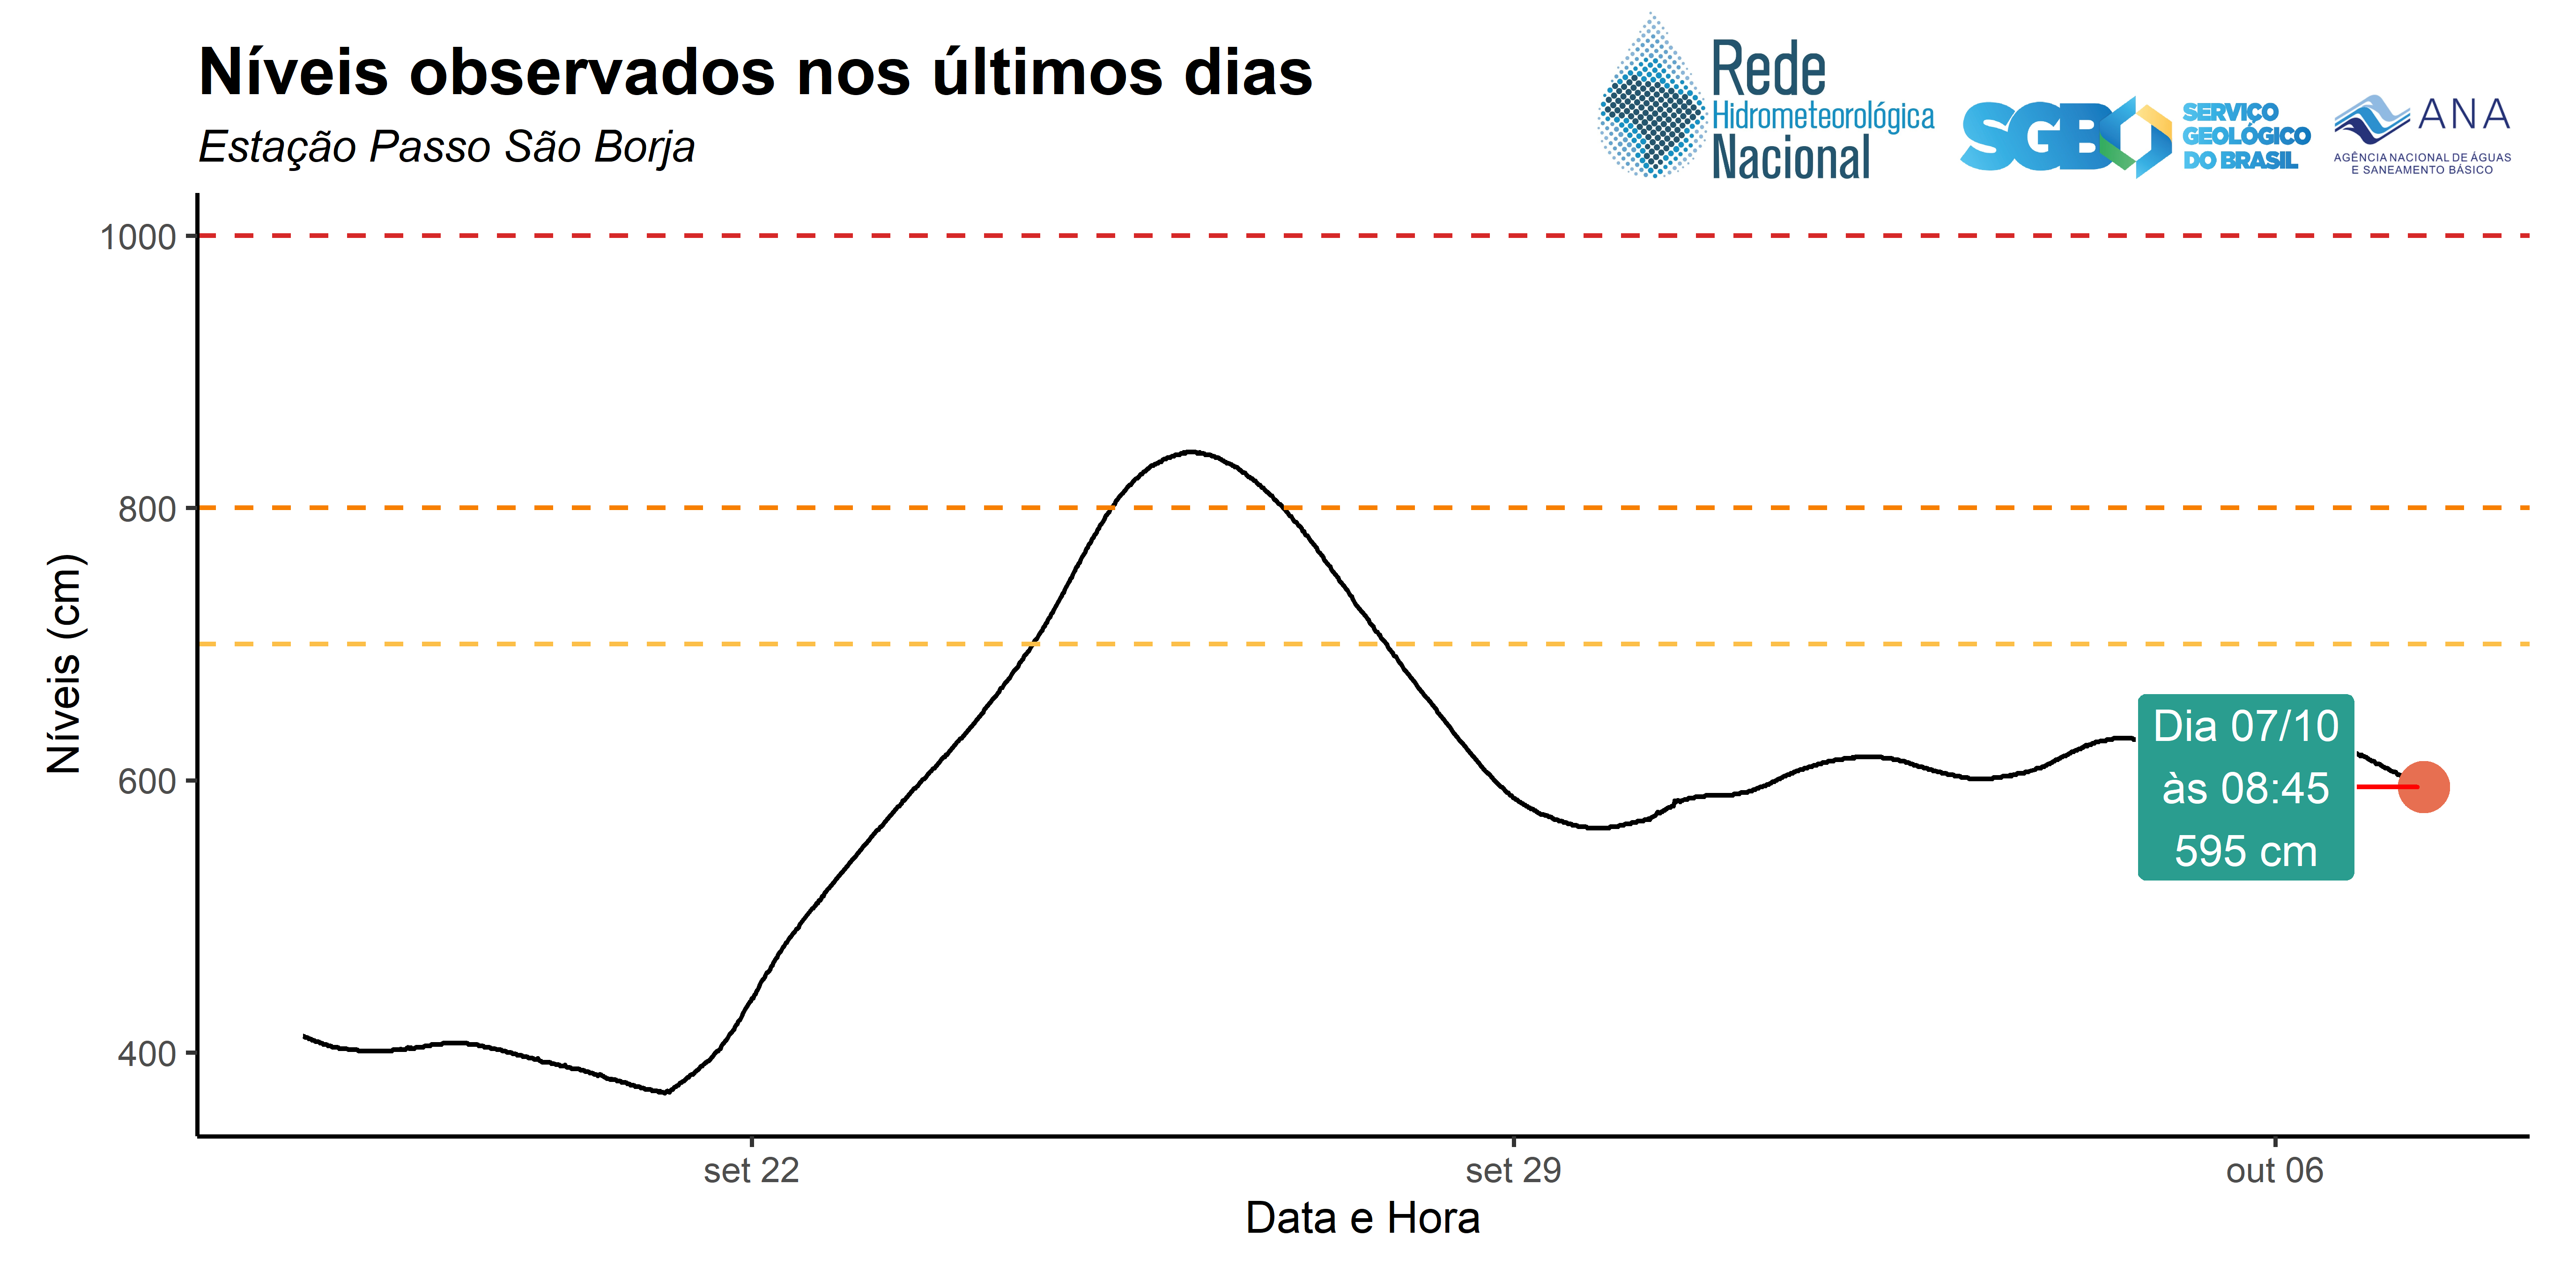 Níveis observados nos últimos dias
Estação Passo São Borja
Rede
Hidrometeorológica
Nacional
SGB
SERVIÇO
GEOLÓGICO
DO BRASIL
ANA
AGÊNCIA NACIONAL DE ÁGUAS
E SANEAMENTO BÁSICO
Níveis (cm)
1000
800
600
400
Dia 07/10
às 08:45
595 cm
set 22
set 29
out 06
Data e Hora